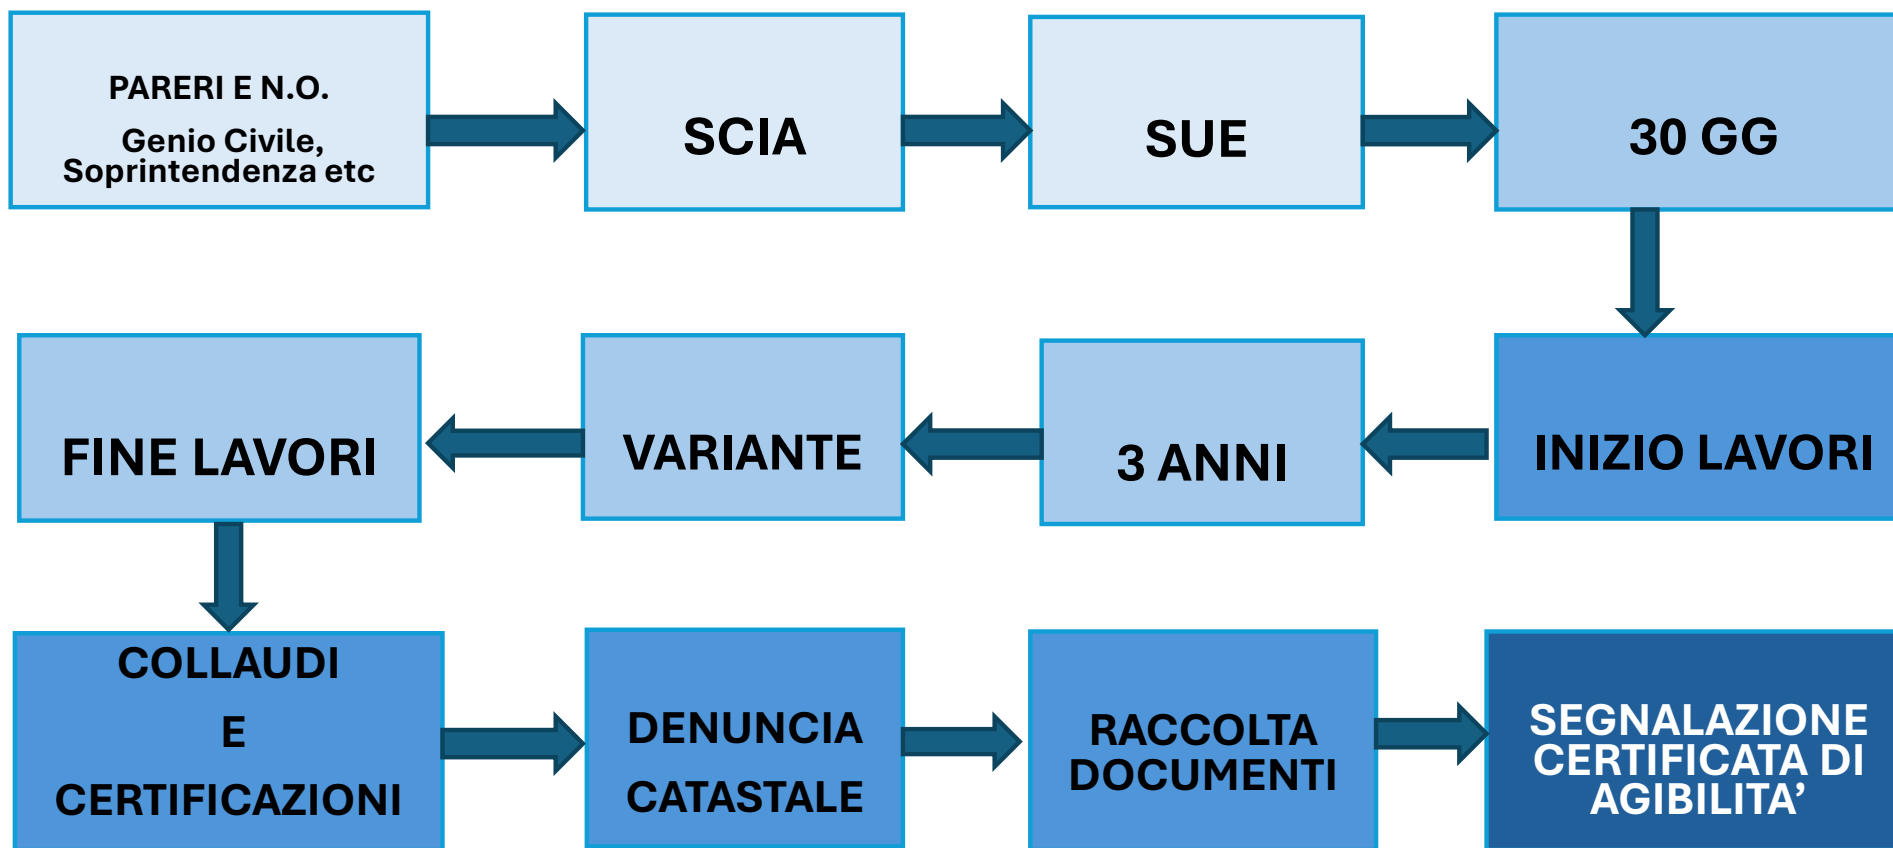 PARERI E N.O.
Genio Civile,
Soprintendenza etc
SCIA
SUE
30 GG
INIZIO LAVORI
3 ANNI
VARIANTE
FINE LAVORI
COLLAUDI
E
CERTIFICAZIONI
DENUNCIA
CATASTALE
RACCOLTA
DOCUMENTI
SEGNALAZIONE
CERTIFICATA DI
AGIBILITA’